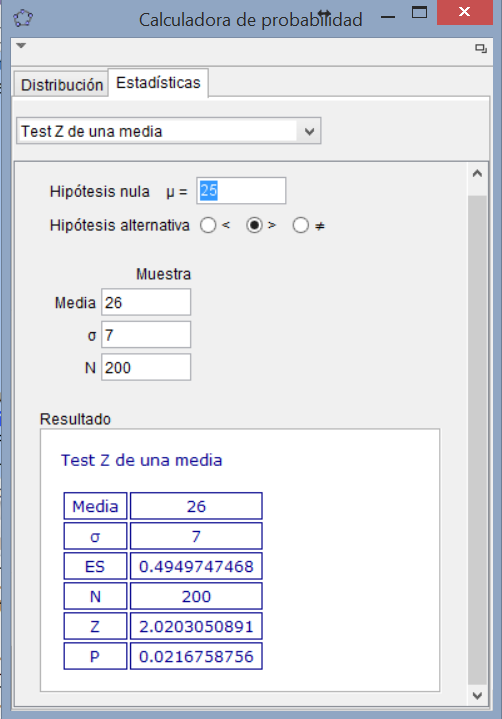 Calculadora de probabilidad
Distribución Estadísticas
Test Z de una media
Hipótesis nula μ = 25
Hipótesis alternativa < > ≠
Muestra
Media 26
σ 7
N 200
Resultado
Test Z de una media
Media 26
σ 7
ES 0.4949747468
N 200
Z 2.0203050891
P 0.0216758756